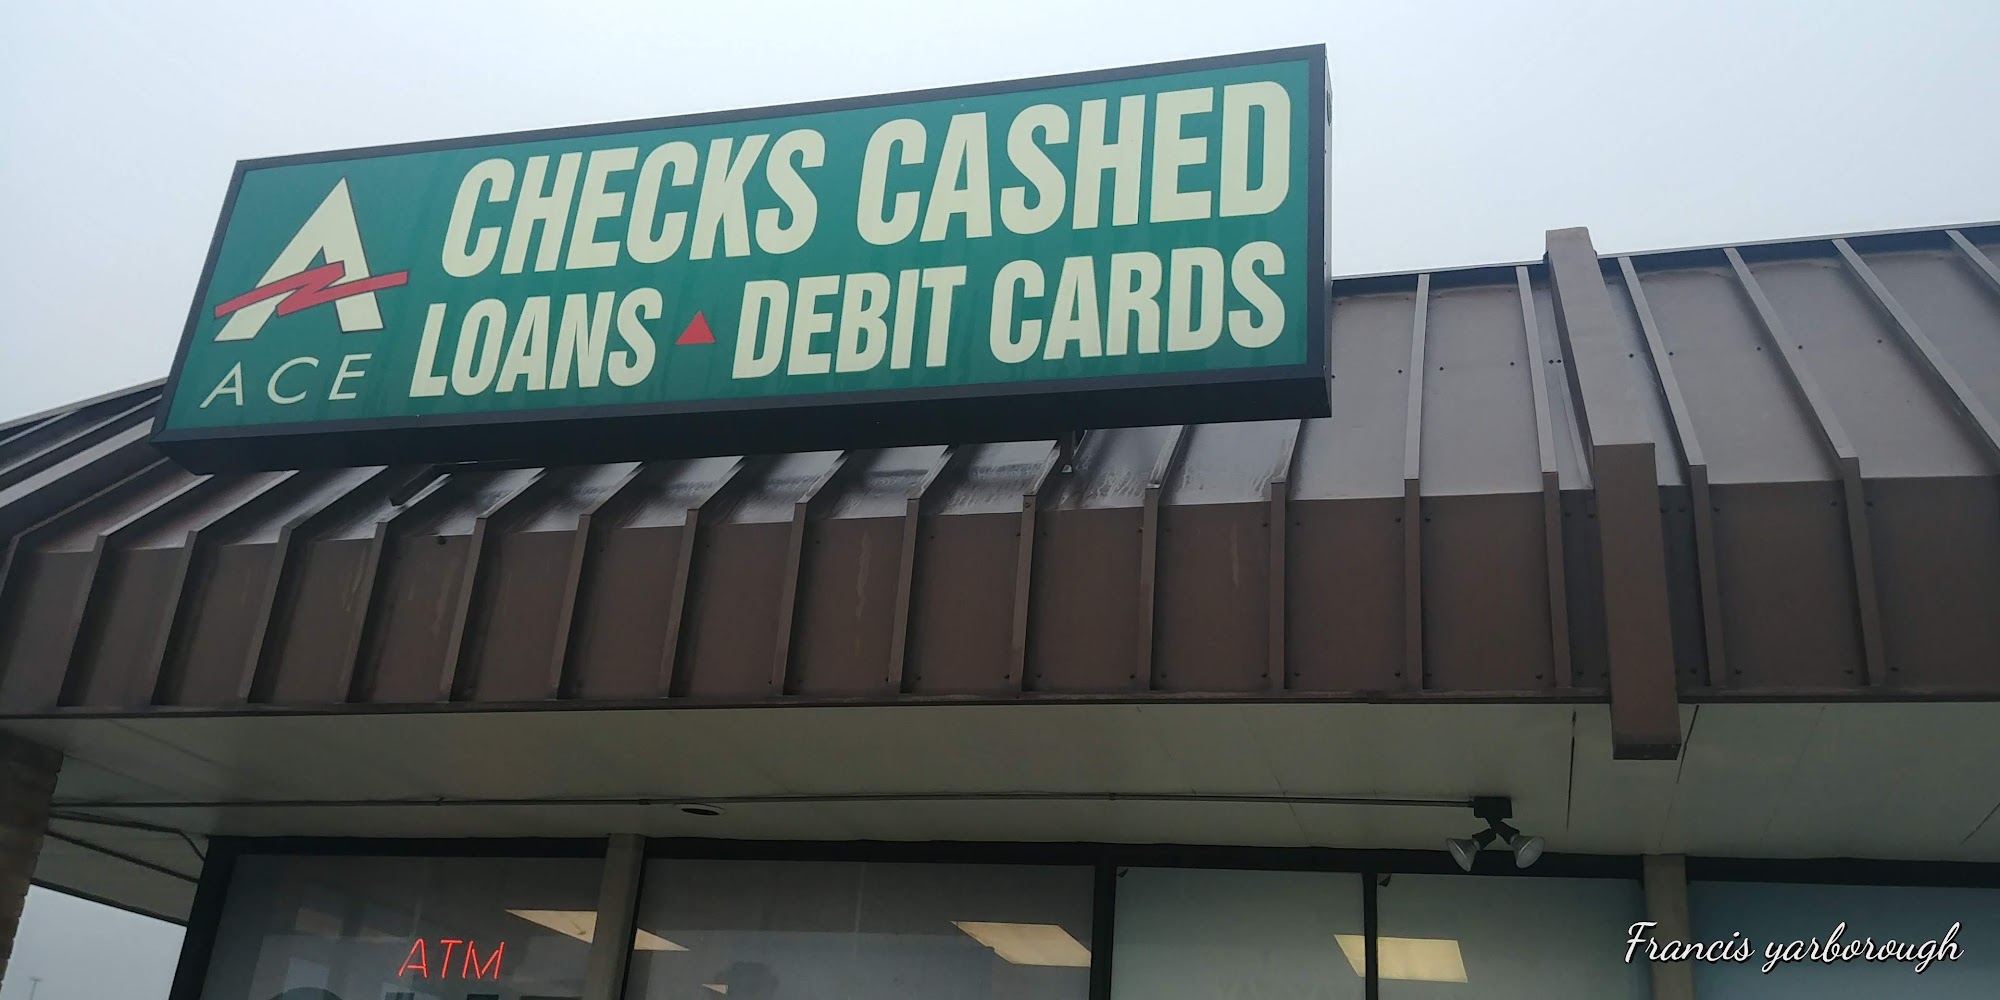 A
ACE
CHECKS CASHED
LOANS ▲ DEBIT CARDS
ATM
Francis yarborough